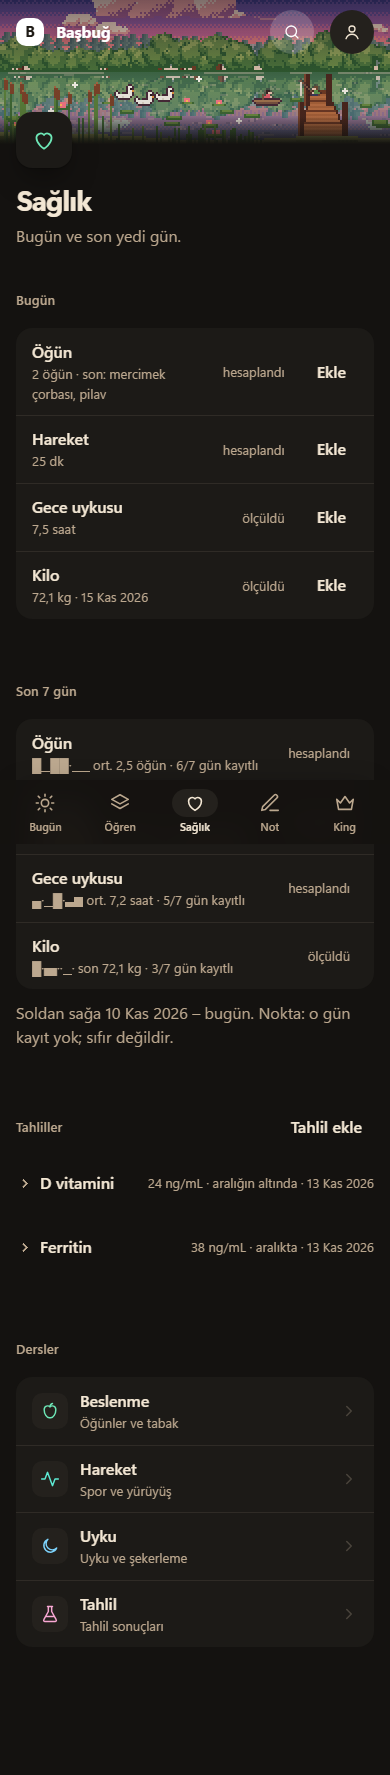 B Başbuğ
Sağlık
Bugün ve son yedi gün.
Bugün
Öğün
2 öğün · son: mercimek
çorbası, pilav
hesaplandı
Ekle
Hareket
25 dk
hesaplandı
Ekle
Gece uykusu
7,5 saat
ölçüldü
Ekle
Kilo
72,1 kg · 15 Kas 2026
ölçüldü
Ekle
Son 7 gün
Öğün
ort. 2,5 öğün · 6/7 gün kayıtlı
hesaplandı
Bugün
Öğren
Sağlık
Not
King
Gece uykusu
ort. 7,2 saat · 5/7 gün kayıtlı
hesaplandı
Kilo
son 72,1 kg · 3/7 gün kayıtlı
ölçüldü
Soldan sağa 10 Kas 2026 – bugün. Nokta: o gün
kayıt yok; sıfır değildir.
Tahliller
Tahlil ekle
D vitamini
24 ng/mL · aralığın altında · 13 Kas 2026
Ferritin
38 ng/mL · aralıkta · 13 Kas 2026
Dersler
Beslenme
Öğünler ve tabak
Hareket
Spor ve yürüyüş
Uyku
Uyku ve şekerleme
Tahlil
Tahlil sonuçları